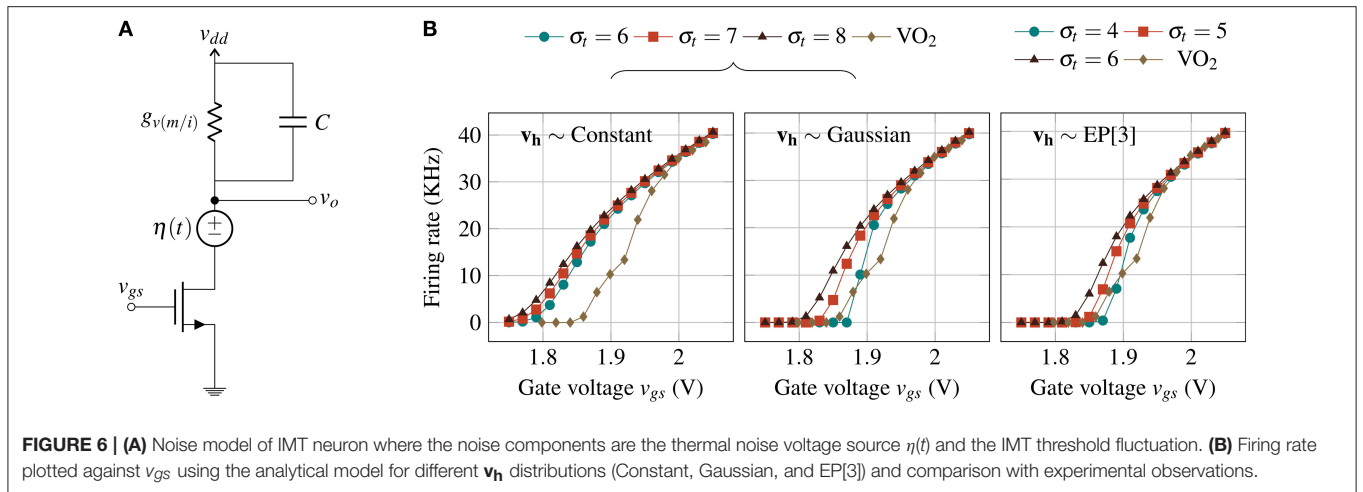 A
v_dd
g_v(m/i)
C
v_o
η(t)
v_gs
B
σ_t = 6 σ_t = 7 σ_t = 8 VO₂
σ_t = 4 σ_t = 5
σ_t = 6 VO₂
v_h ∼ Constant
v_h ∼ Gaussian
v_h ∼ EP[3]
Firing rate (KHz)
40
30
20
10
0
1.8 1.9 2
1.8 1.9 2
1.8 1.9 2
Gate voltage v_gs (V)
Gate voltage v_gs (V)
Gate voltage v_gs (V)
FIGURE 6 | (A) Noise model of IMT neuron where the noise components are the thermal noise voltage source η(t) and the IMT threshold fluctuation. (B) Firing rate
plotted against v_gs using the analytical model for different v_h distributions (Constant, Gaussian, and EP[3]) and comparison with experimental observations.